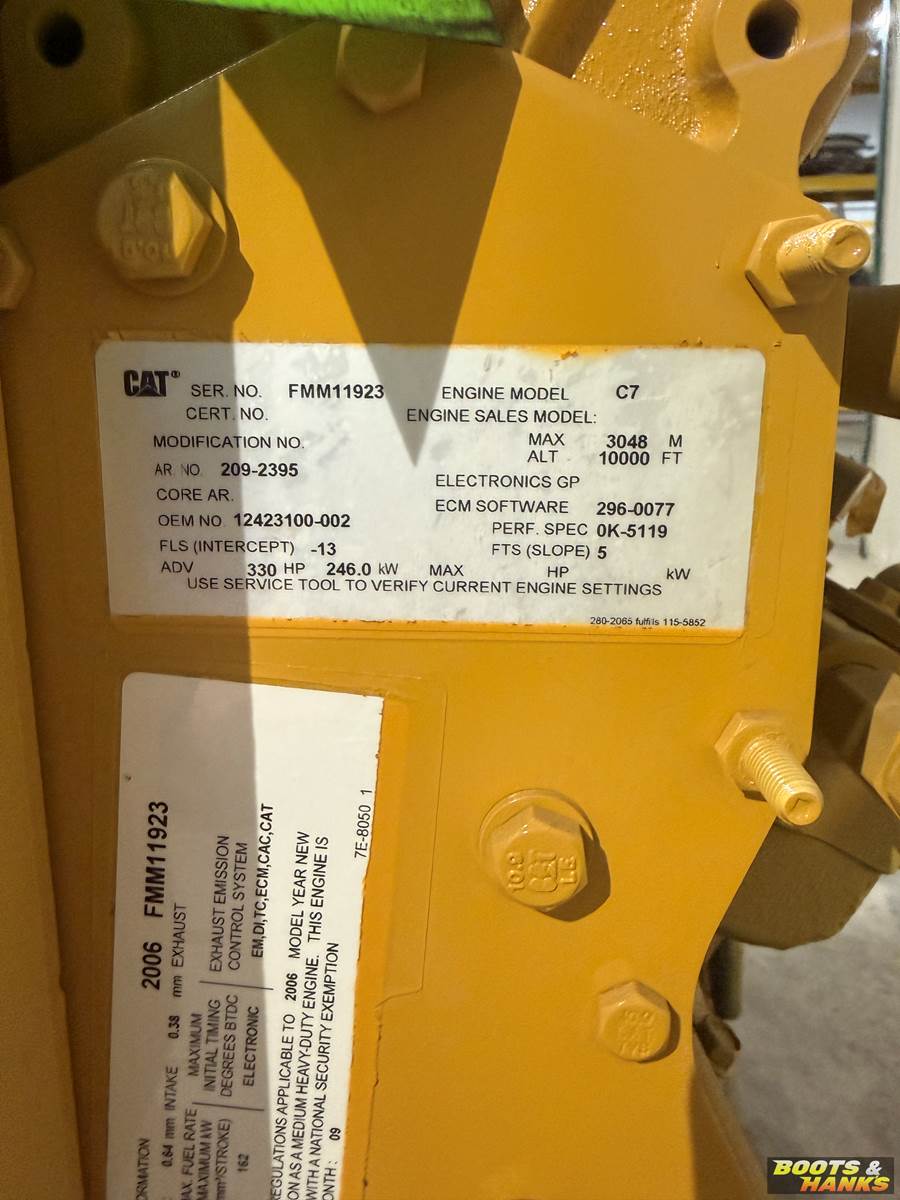 CAT® SER. NO. FMM11923 ENGINE MODEL C7
CERT. NO. ENGINE SALES MODEL:
MODIFICATION NO. MAX 3048 M
ALT 10000 FT
AR. NO. 209-2395
ELECTRONICS GP
CORE AR.
ECM SOFTWARE 296-0077
OEM NO. 12423100-002 PERF. SPEC 0K-5119
FLS (INTERCEPT) -13 FTS (SLOPE) 5
ADV 330 HP 246.0 kW MAX HP kW
USE SERVICE TOOL TO VERIFY CURRENT ENGINE SETTINGS
280-2065 fulfills 115-5852
2006 FMM11923
0.64 mm INTAKE 0.38 mm EXHAUST
FUEL RATE
MAXIMUM kW
162
MAXIMUM
INITIAL TIMING
DEGREES BTDC
ELECTRONIC
EXHAUST EMISSION
CONTROL SYSTEM
EM,DI,TC,ECM,CAC,CAT
APPLICABLE TO 2006 MODEL YEAR NEW
AS A MEDIUM HEAVY-DUTY ENGINE. THIS ENGINE IS
WITH A NATIONAL SECURITY EXEMPTION
09
7E-8050 1
10.9
CAT
LE
BOOTS &
HANKS